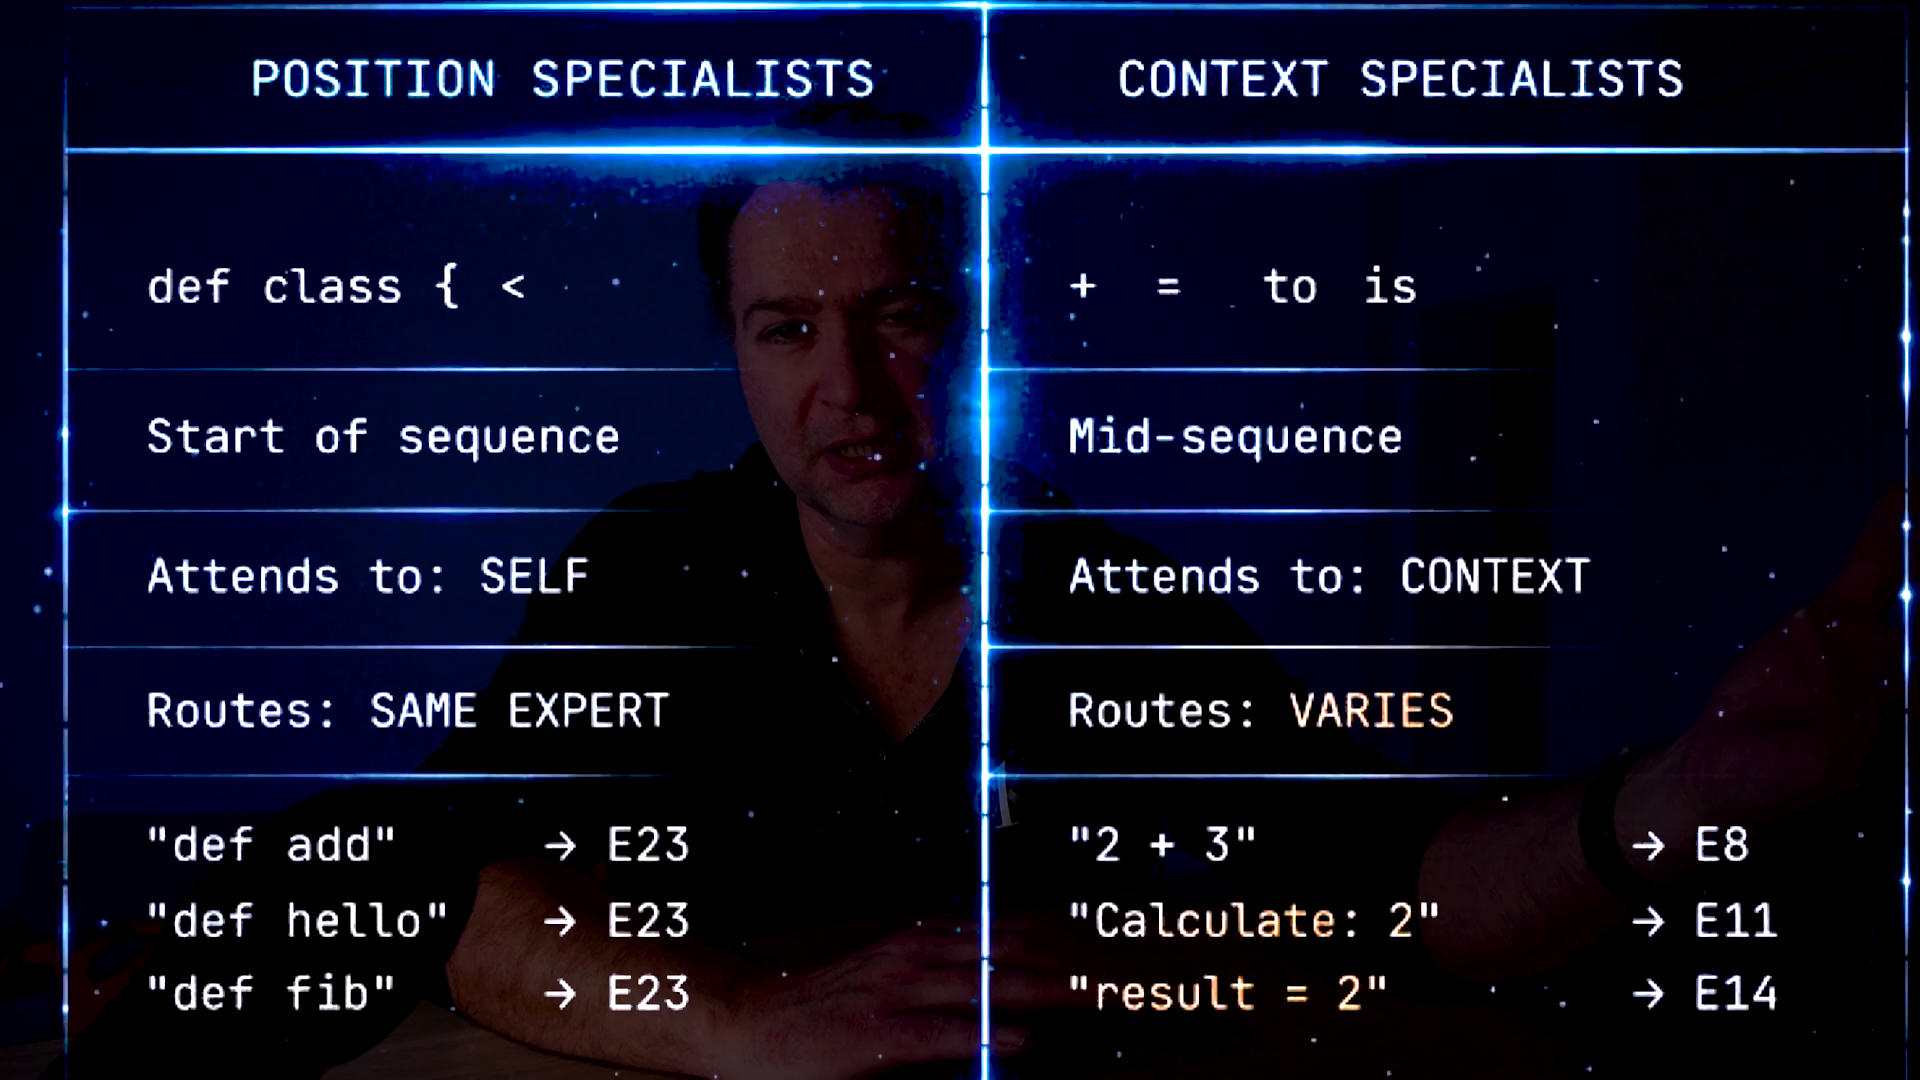 POSITION SPECIALISTS
CONTEXT SPECIALISTS
def class { <
+ = to is
Start of sequence
Mid-sequence
Attends to: SELF
Attends to: CONTEXT
Routes: SAME EXPERT
Routes: VARIES
"def add" → E23
"def hello" → E23
"def fib" → E23
"2 + 3" → E8
"Calculate: 2" → E11
"result = 2" → E14